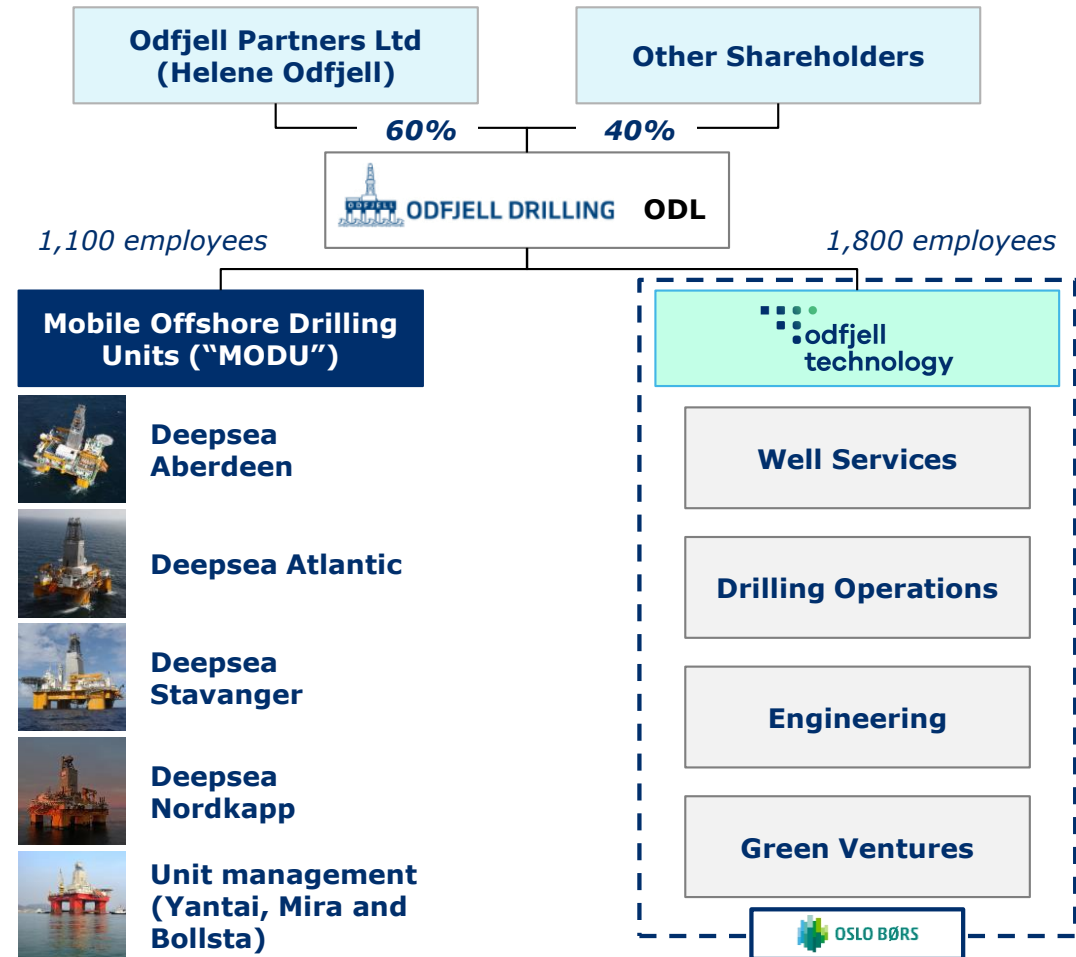 Odfjell Partners Ltd
(Helene Odfjell)
Other Shareholders
60%
40%
ODFJELL
ODFJELL DRILLING
ODL
1,100 employees
1,800 employees
Mobile Offshore Drilling
Units (“MODU”)
odfjell
technology
Deepsea
Aberdeen
Deepsea Atlantic
Deepsea
Stavanger
Deepsea
Nordkapp
Unit management
(Yantai, Mira and
Bollsta)
Well Services
Drilling Operations
Engineering
Green Ventures
OSLO BØRS